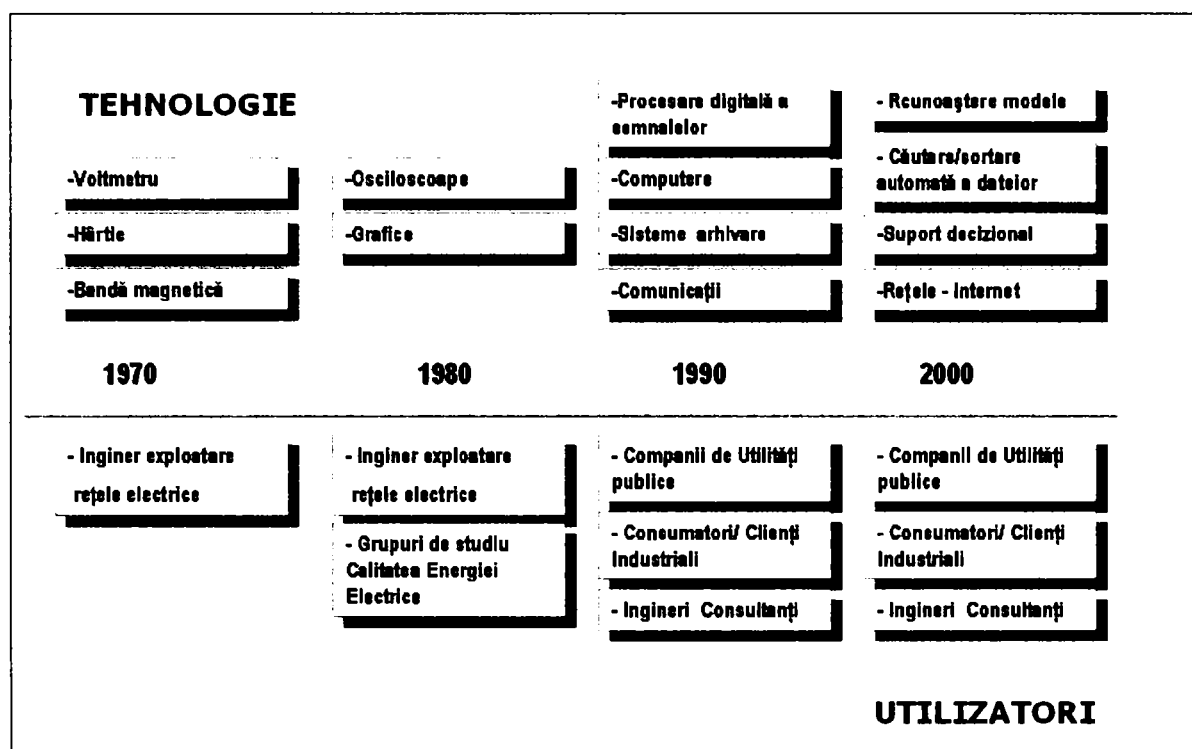 TEHNOLOGIE
-Voltmetru
-Hârtie
-Bandă magnetică
-Osciloscoape
-Grafice
-Procesare digitală a
semnalelor
-Computere
-Sisteme arhivare
-Comunicații
- Rcunoaștere modele
- Căutare/sortare
automată a datelor
-Suport decizional
-Rețele - Internet
1970
1980
1990
2000
- Inginer exploatare
rețele electrice
- Inginer exploatare
rețele electrice
- Grupuri de studiu
Calitatea Energiei
Electrice
- Companii de Utilități
publice
- Consumatori/ Clienți
Industriali
- Ingineri Consultanți
- Companii de Utilități
publice
- Consumatori/ Clienți
Industriali
- Ingineri Consultanți
UTILIZATORI